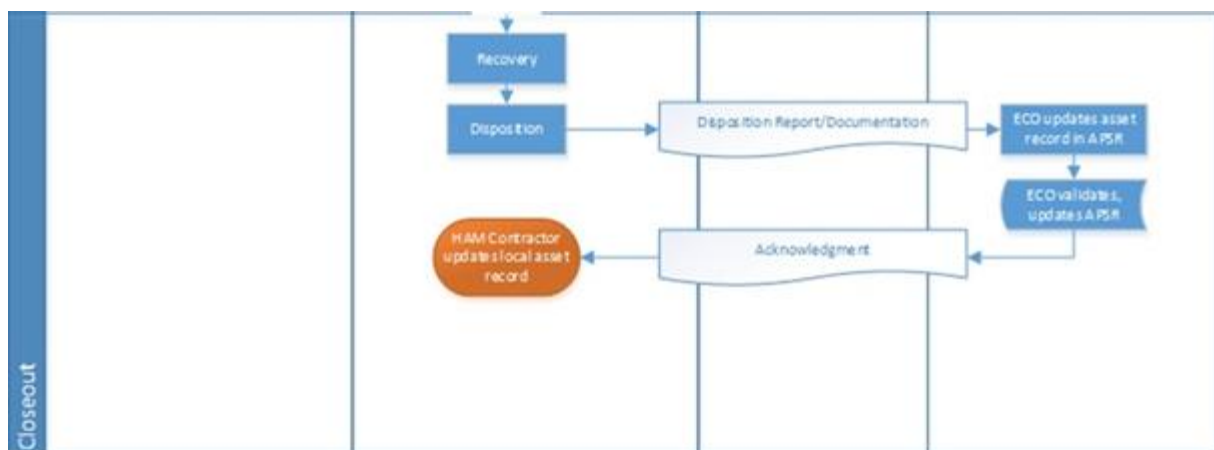 Recovery
Disposition
Disposition Report/Documentation
ECO updates asset
record in APSR
ECO validates,
updates APSR
Acknowledgment
HAM Contractor
updates local asset
record
Closeout